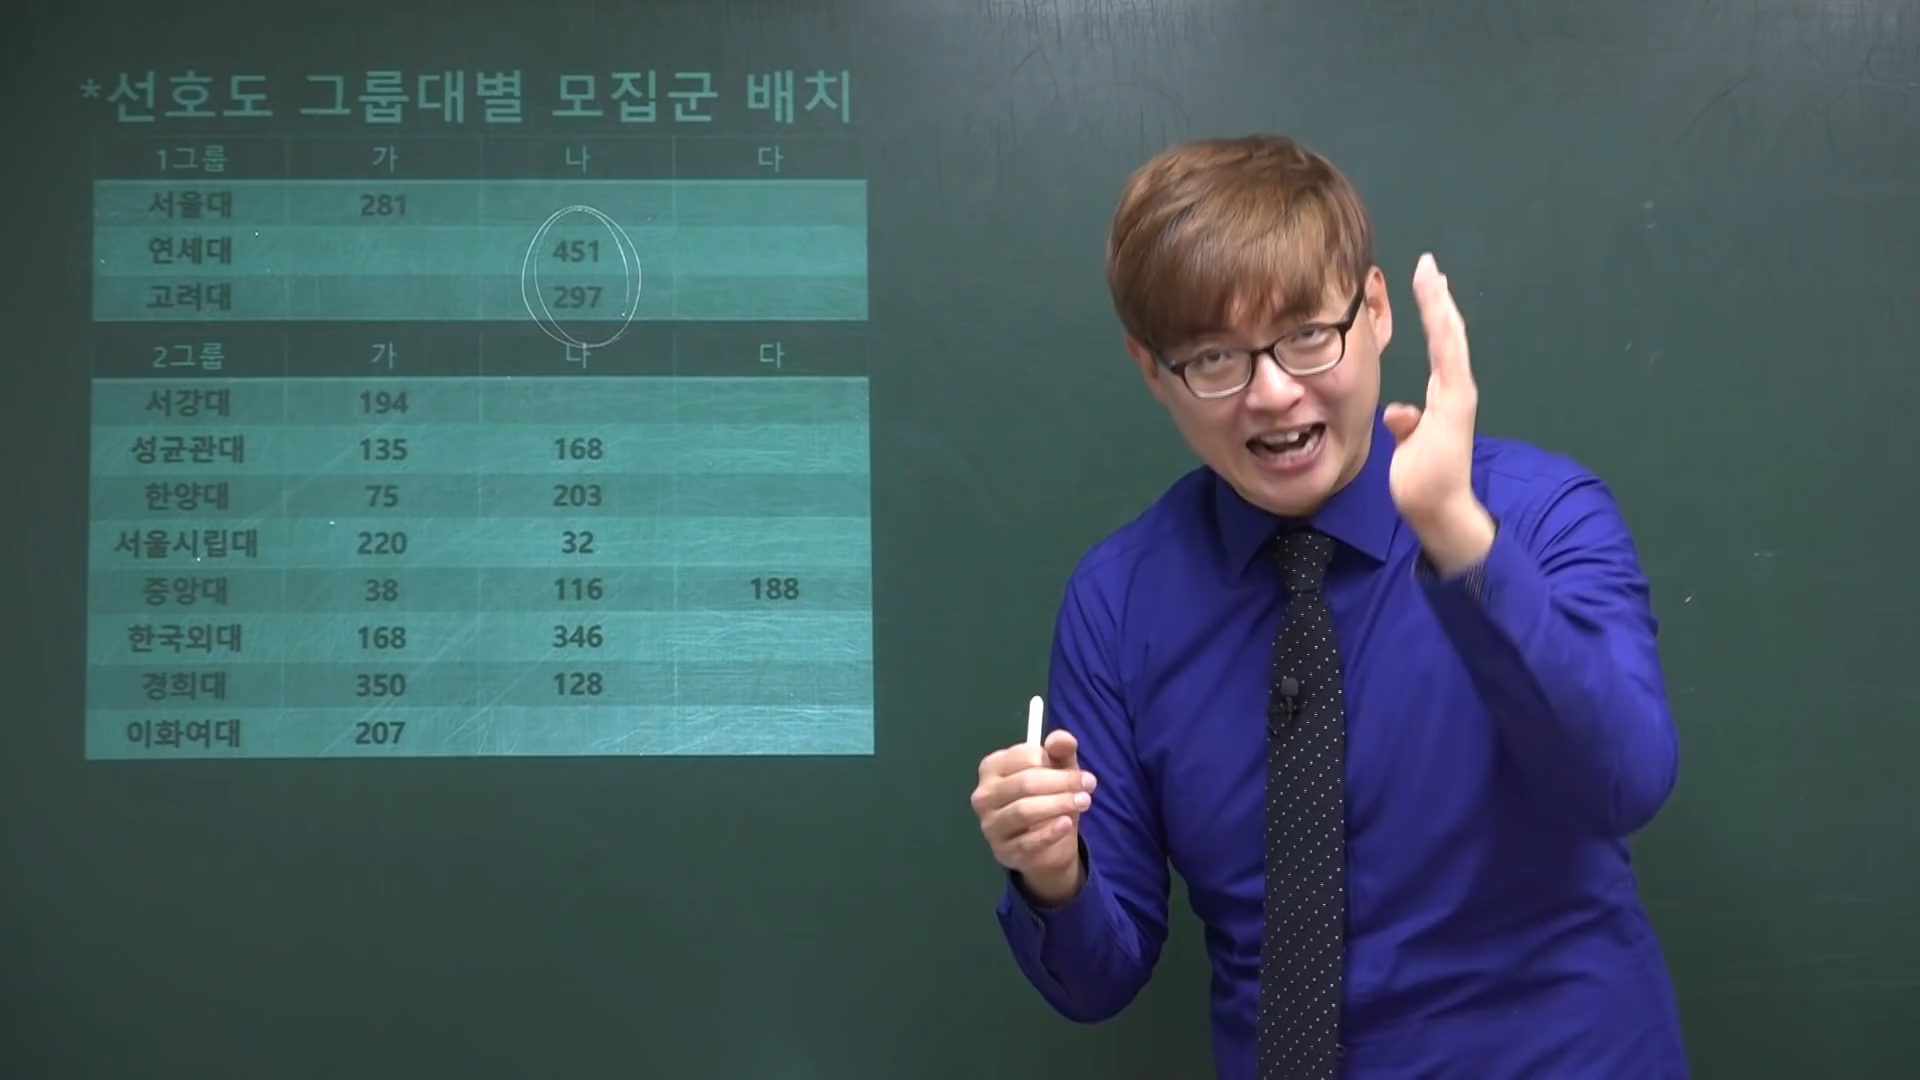 *선호도 그룹대별 모집군 배치
1그룹 가 나 다
서울대 281
연세대 451
고려대 297
2그룹 가 나 다
서강대 194
성균관대 135 168
한양대 75 203
서울시립대 220 32
중앙대 38 116 188
한국외대 168 346
경희대 350 128
이화여대 207